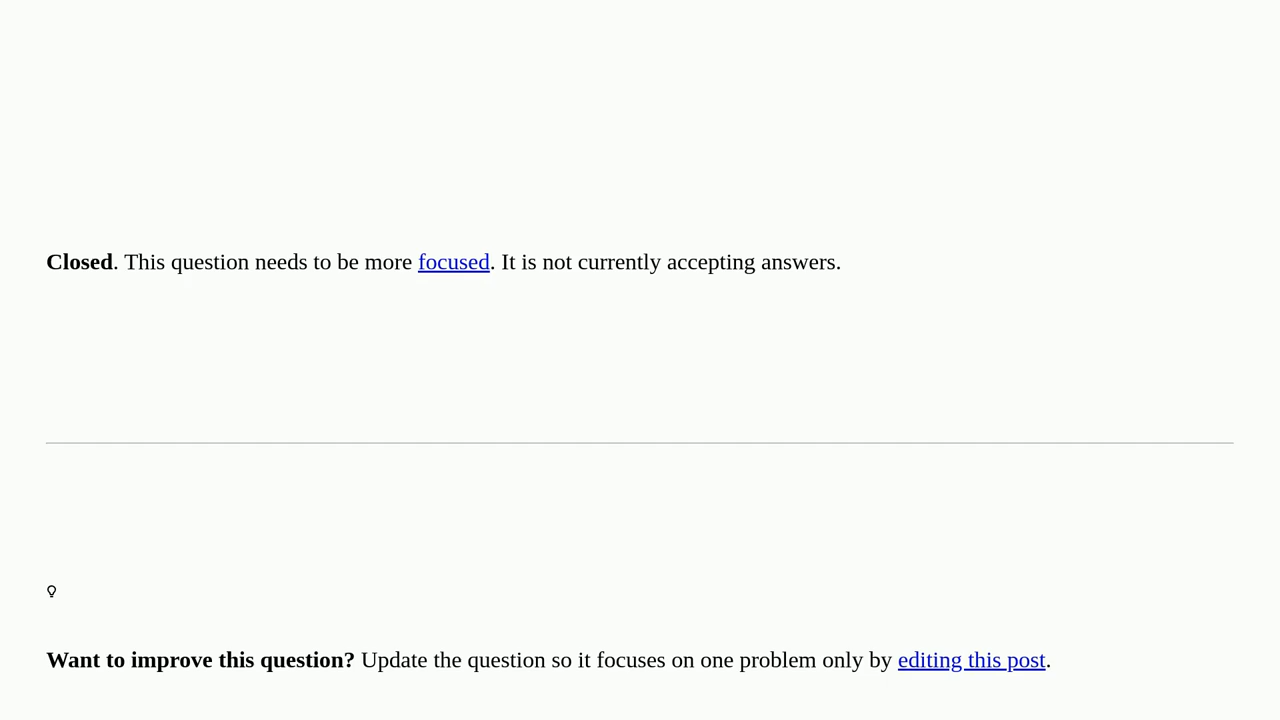 Closed. This question needs to be more focused. It is not currently accepting answers.
Want to improve this question? Update the question so it focuses on one problem only by editing this post.